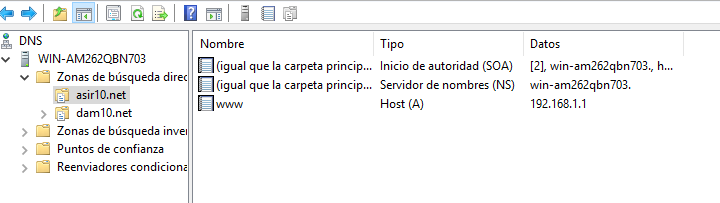 DNS
WIN-AM262QBN703
Zonas de búsqueda direc
asir10.net
dam10.net
Zonas de búsqueda inver
Puntos de confianza
Reenviadores condiciona
Nombre Tipo Datos
(igual que la carpeta princip... Inicio de autoridad (SOA) [2], win-am262qbn703., h...
(igual que la carpeta princip... Servidor de nombres (NS) win-am262qbn703.
www Host (A) 192.168.1.1